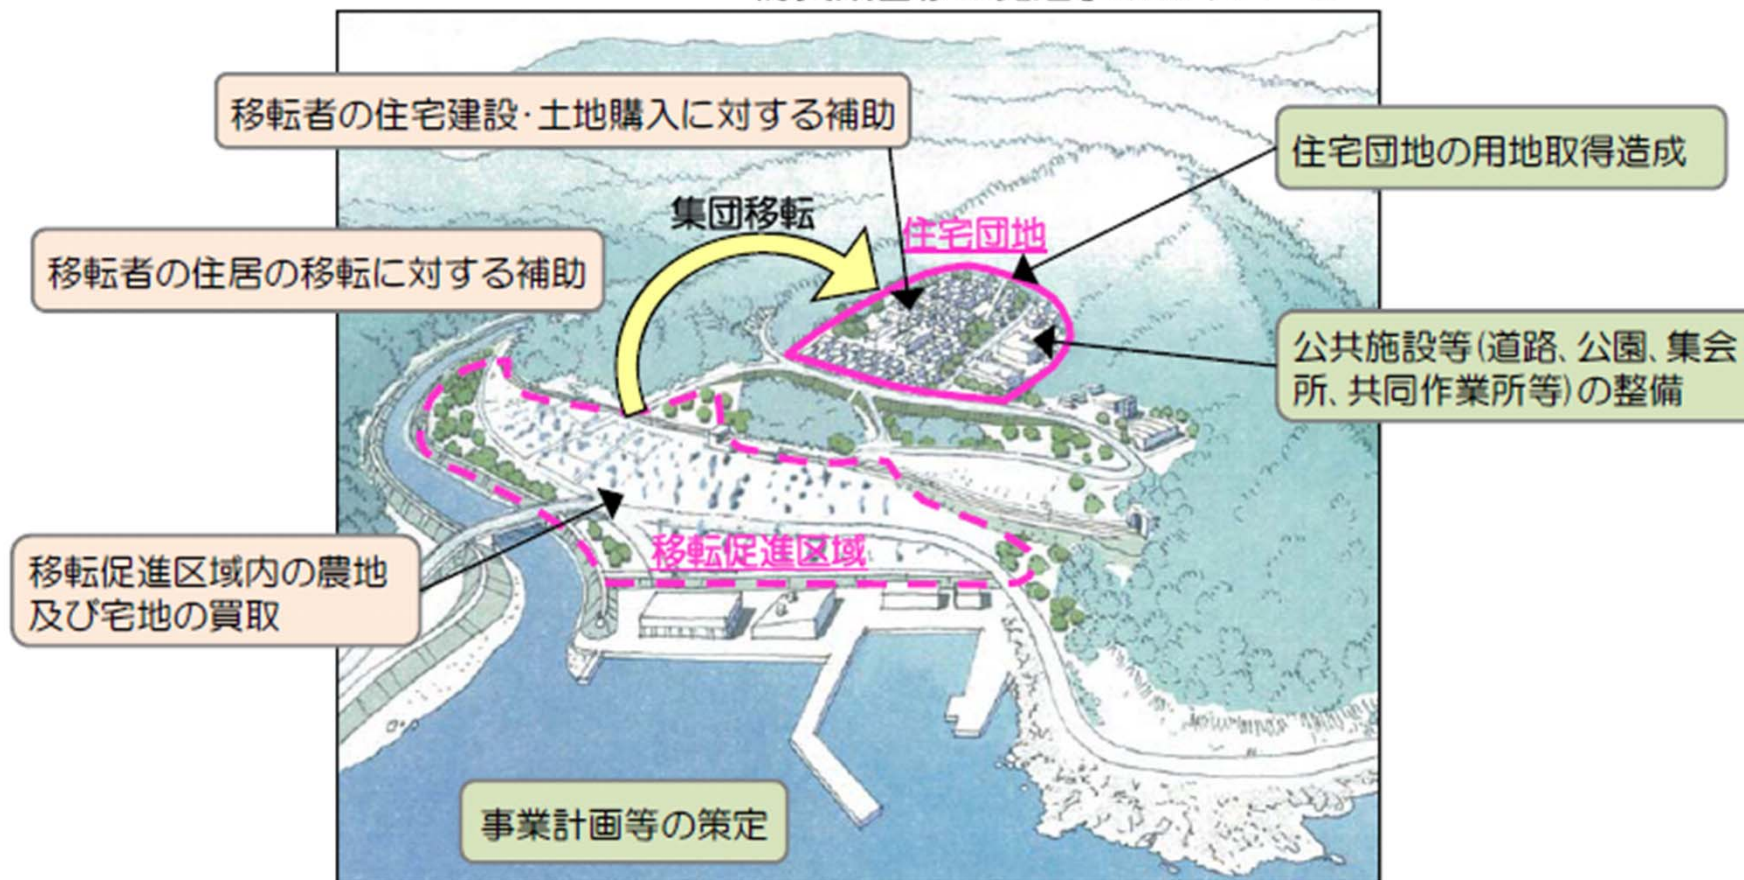 移転者の住宅建設・土地購入に対する補助
住宅団地の用地取得造成
集団移転
住宅団地
移転者の住居の移転に対する補助
公共施設等(道路、公園、集会
所、共同作業所等)の整備
移転促進区域
移転促進区域内の農地
及び宅地の買取
事業計画等の策定